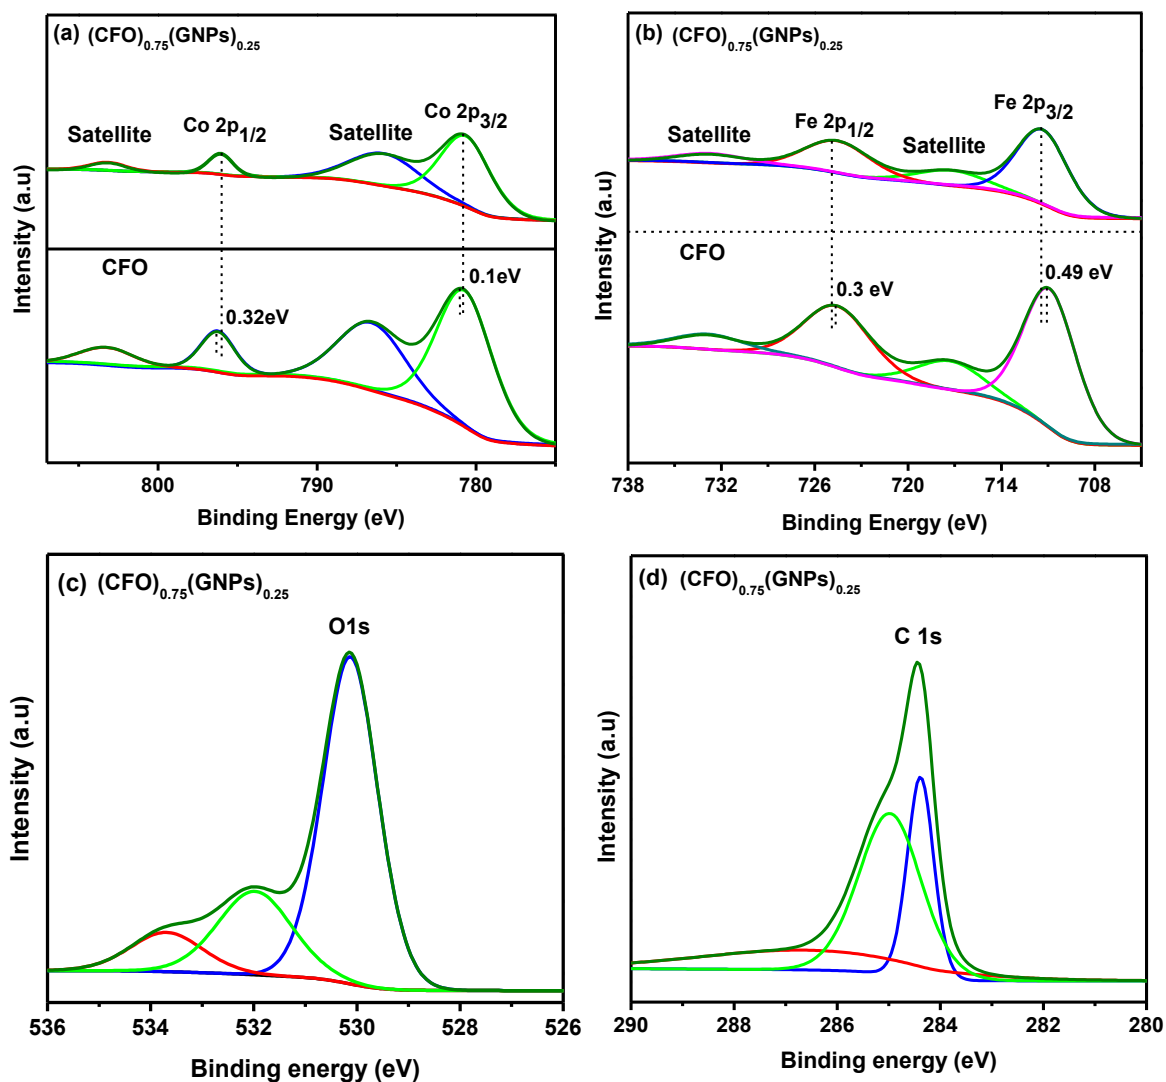 (a) (CFO)0.75(GNPs)0.25
Satellite
Co 2p1/2
Satellite
Co 2p3/2
CFO
0.32eV
0.1eV
Intensity (a.u)
800
790
780
Binding Energy (eV)
(b) (CFO)0.75(GNPs)0.25
Satellite
Fe 2p1/2
Satellite
Fe 2p3/2
CFO
0.3 eV
0.49 eV
Intensity (a.u)
738
732
726
720
714
708
Binding Energy (eV)
(c) (CFO)0.75(GNPs)0.25
O1s
Intensity (a.u)
536
534
532
530
528
526
Binding energy (eV)
(d) (CFO)0.75(GNPs)0.25
C 1s
Intensity (a.u)
290
288
286
284
282
280
Binding energy (eV)